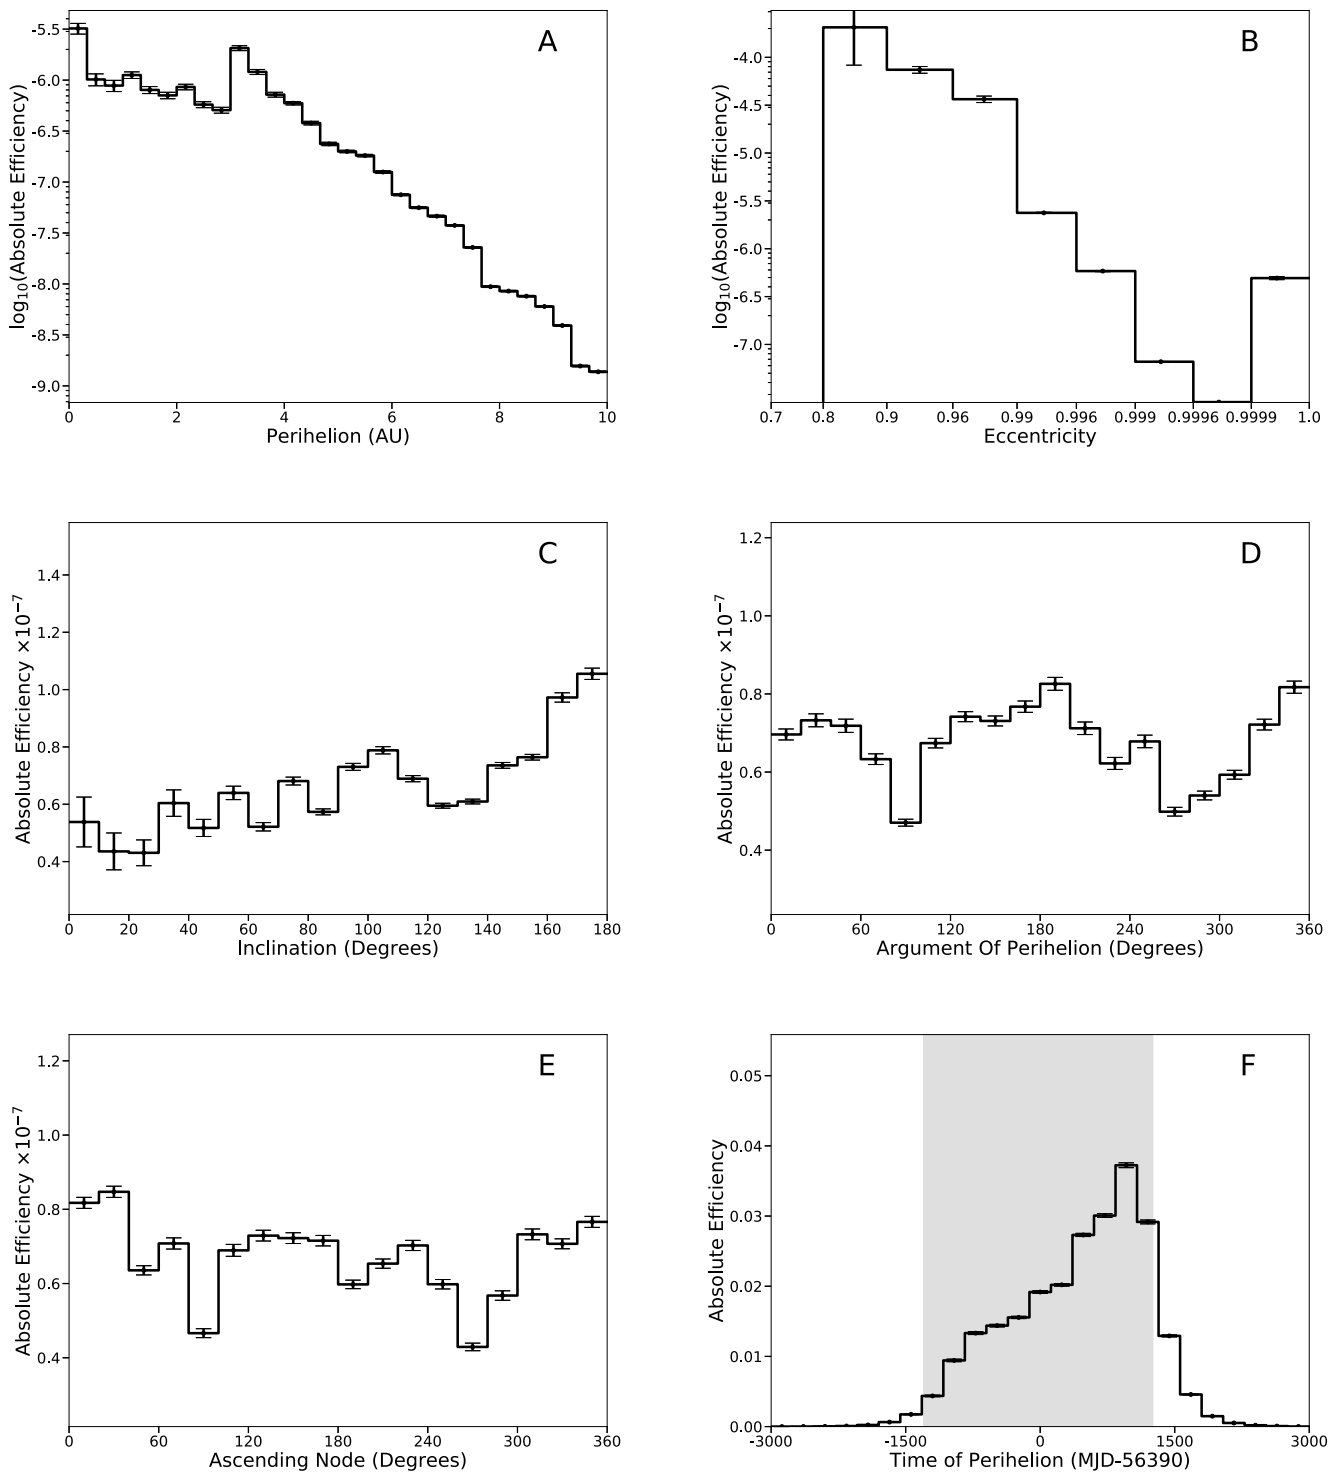 A
log₁₀(Absolute Efficiency)
-5.5
-6.0
-6.5
-7.0
-7.5
-8.0
-8.5
-9.0
0 2 4 6 8 10
Perihelion (AU)
B
log₁₀(Absolute Efficiency)
-4.0
-4.5
-5.0
-5.5
-6.0
-6.5
-7.0
0.7 0.8 0.9 0.96 0.99 0.996 0.999 0.9996 0.9999 1.0
Eccentricity
C
Absolute Efficiency ×10⁻⁷
1.4
1.2
1.0
0.8
0.6
0.4
0 20 40 60 80 100 120 140 160 180
Inclination (Degrees)
D
Absolute Efficiency ×10⁻⁷
1.2
1.0
0.8
0.6
0.4
0 60 120 180 240 300 360
Argument Of Perihelion (Degrees)
E
Absolute Efficiency ×10⁻⁷
1.2
1.0
0.8
0.6
0.4
0 60 120 180 240 300 360
Ascending Node (Degrees)
F
Absolute Efficiency
0.05
0.04
0.03
0.02
0.01
0.00
-3000 -1500 0 1500 3000
Time of Perihelion (MJD-56390)